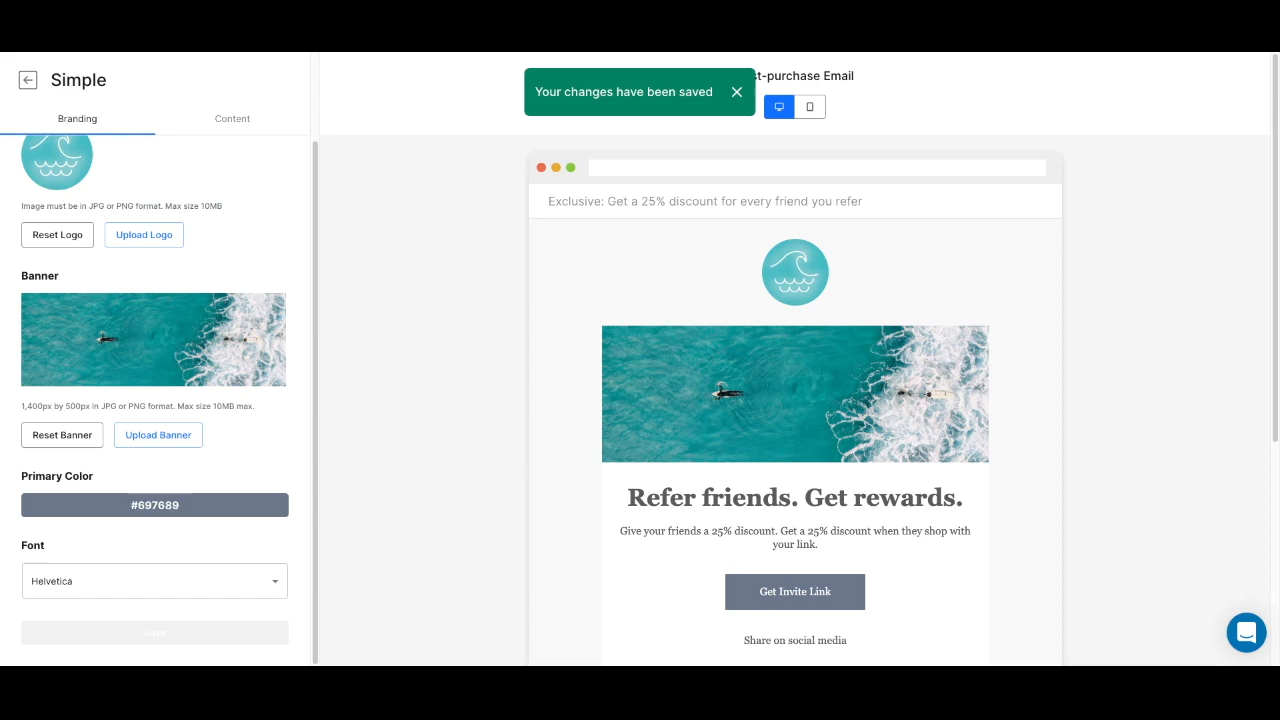 Simple
Branding
Content
Image must be in JPG or PNG format. Max size 10MB
Reset Logo
Upload Logo
Banner
1,400px by 500px in JPG or PNG format. Max size 10MB max.
Reset Banner
Upload Banner
Primary Color
#697689
Font
Helvetica
Save
Your changes have been saved
st-purchase Email
Exclusive: Get a 25% discount for every friend you refer
Refer friends. Get rewards.
Give your friends a 25% discount. Get a 25% discount when they shop with
your link.
Get Invite Link
Share on social media